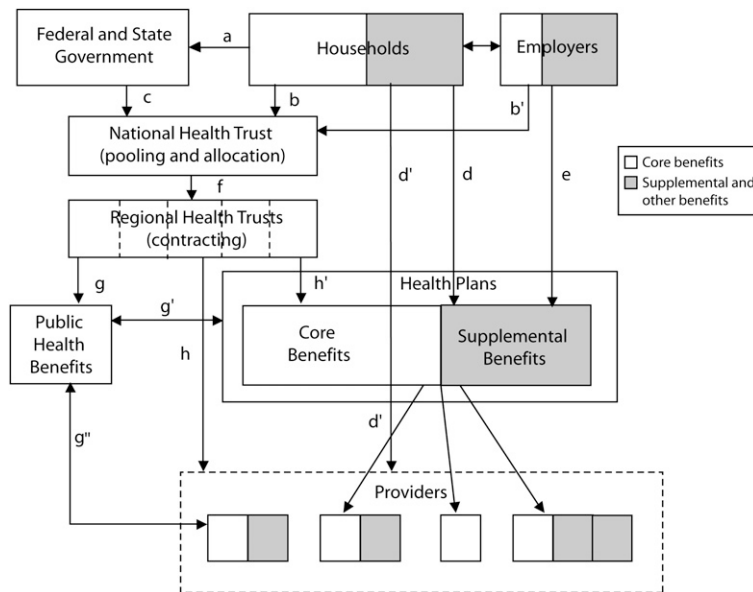 Federal and State
Government
a
Households
Employers
c
b
b'
National Health Trust
(pooling and allocation)
f
d'
d
e
Core benefits
Supplemental and
other benefits
Regional Health Trusts
(contracting)
g
h'
Health Plans
g'
Public
Health
Benefits
h
Core
Benefits
Supplemental
Benefits
g"
d'
Providers